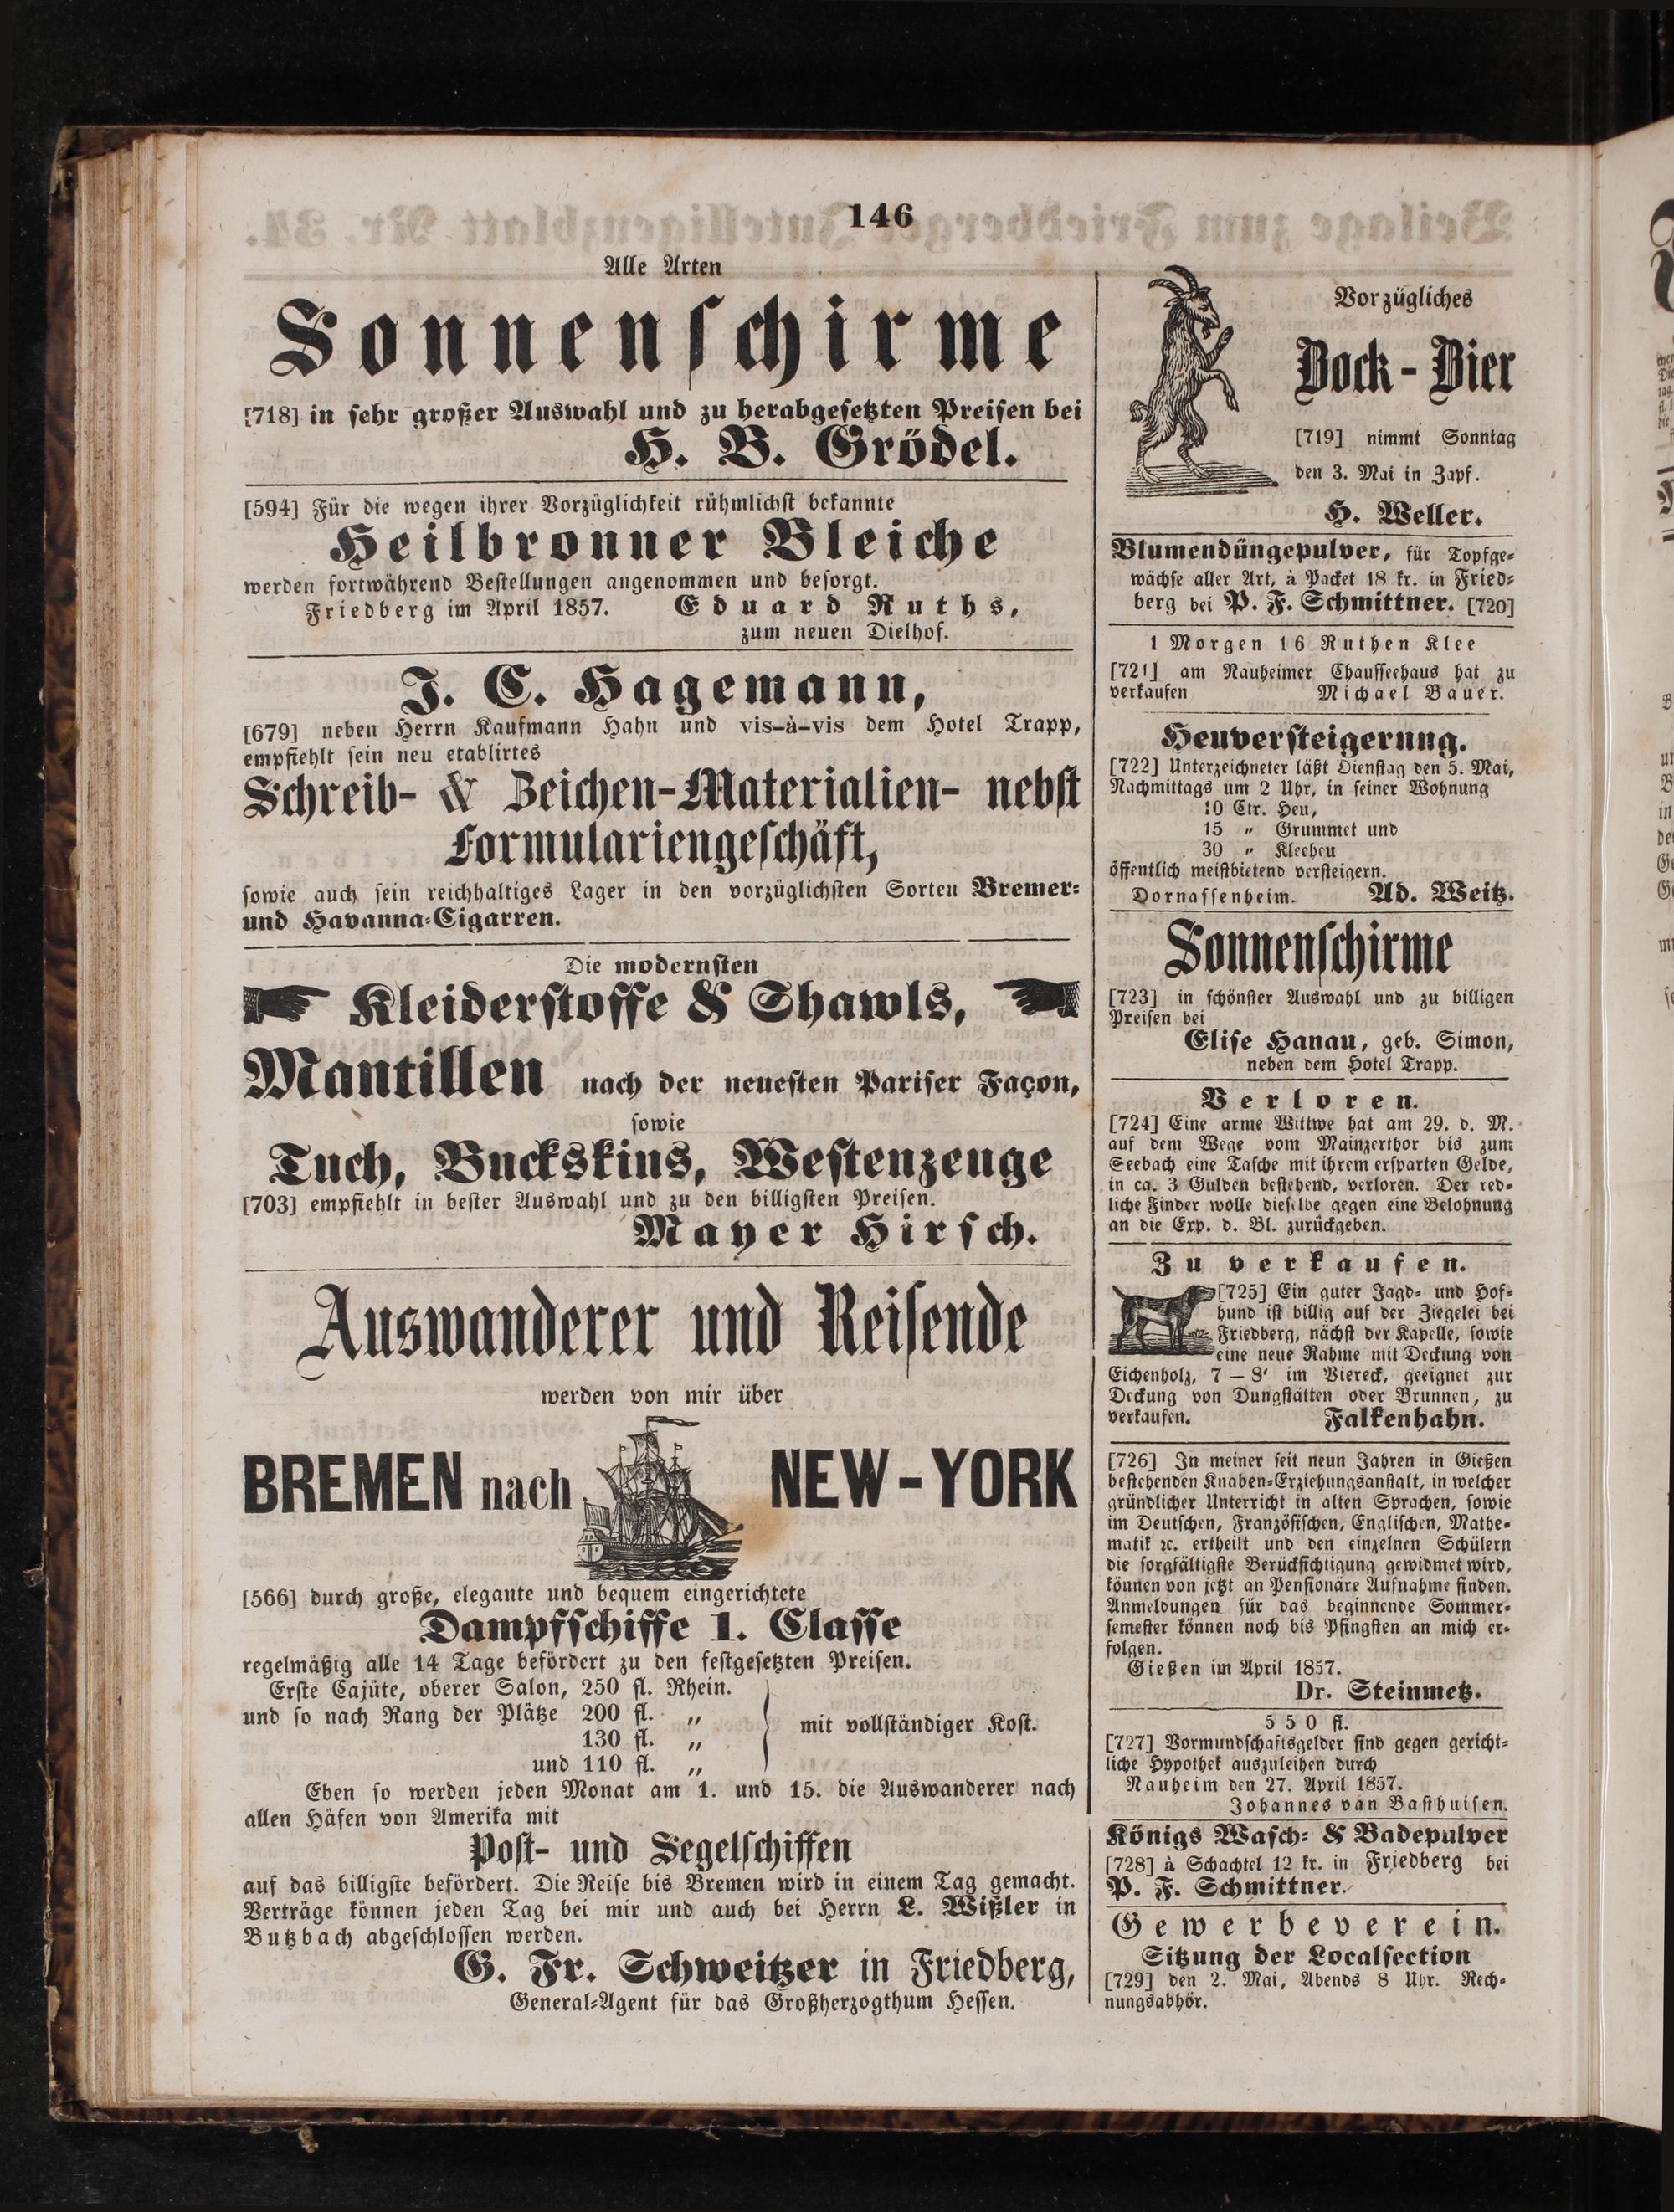 146
Alle Arten
Sonnenschirme
[718] in sehr großer Auswahl und zu herabgesetzten Preisen bei
H. B. Grödel.
[594] Für die wegen ihrer Vorzüglichkeit rühmlichst bekannte
Heilbronner Bleiche
werden fortwährend Bestellungen angenommen und besorgt.
Friedberg im April 1857. Eduard Ruths,
zum neuen Dielhof.
J. C. Hagemann,
[679] neben Herrn Kaufmann Hahn und vis-à-vis dem Hotel Trapp,
empfiehlt sein neu etablirtes
Schreib- & Zeichen-Materialien- nebst
Formulariengeschäft,
sowie auch sein reichhaltiges Lager in den vorzüglichsten Sorten Bremer-
und Havanna-Cigarren.
Die modernsten
Kleiderstoffe & Shawls,
Mantillen nach der neuesten Pariser Façon,
sowie
Tuch, Buckskins, Westenzeuge
[703] empfiehlt in bester Auswahl und zu den billigsten Preisen.
Mayer Hirsch.
Auswanderer und Reisende
werden von mir über
BREMEN nach NEW-YORK
[566] durch große, elegante und bequem eingerichtete
Dampfschiffe 1. Classe
regelmäßig alle 14 Tage befördert zu den festgesetzten Preisen.
Erste Cajüte, oberer Salon, 250 fl. Rhein.
und so nach Rang der Plätze 200 fl. „
130 fl. „
und 110 fl. „
mit vollständiger Kost.
Eben so werden jeden Monat am 1. und 15. die Auswanderer nach
allen Häfen von Amerika mit
Post- und Segelschiffen
auf das billigste befördert. Die Reise bis Bremen wird in einem Tag gemacht.
Verträge können jeden Tag bei mir und auch bei Herrn L. Wißler in
Butzbach abgeschlossen werden.
G. Fr. Schweitzer in Friedberg,
General-Agent für das Großherzogthum Hessen.
Vorzügliches
Bock-Bier
[719] nimmt Sonntag
den 3. Mai in Zapf.
H. Weller.
Blumendüngepulver, für Topfge-
wächse aller Art, à Packet 18 kr. in Fried-
berg bei P. F. Schmittner. [720]
1 Morgen 16 Ruthen Klee
[721] am Nauheimer Chausseehaus hat zu
verkaufen Michael Bauer.
Heuversteigerung.
[722] Unterzeichneter läßt Dienstag den 5. Mai,
Nachmittags um 2 Uhr, in seiner Wohnung
10 Ctr. Heu,
15 „ Grummet und
30 „ Kleeheu
öffentlich meistbietend versteigern.
Dornassenheim. Ad. Weitz.
Sonnenschirme
[723] in schönster Auswahl und zu billigen
Preisen bei
Elise Hanau, geb. Simon,
neben dem Hotel Trapp.
Verloren.
[724] Eine arme Wittwe hat am 29. d. M.
auf dem Wege vom Mainzerthor bis zum
Seebach eine Tasche mit ihrem ersparten Gelde,
in ca. 3 Gulden bestehend, verloren. Der red-
liche Finder wolle dieselbe gegen eine Belohnung
an die Exp. d. Bl. zurückgeben.
Zu verkaufen.
[725] Ein guter Jagd- und Hof-
hund ist billig auf der Ziegelei bei
Friedberg, nächst der Kapelle, sowie
eine neue Rahme mit Deckung von
Eichenholz, 7 — 8' im Viereck, geeignet zur
Deckung von Dungstätten oder Brunnen, zu
verkaufen. Falkenhahn.
[726] In meiner seit neun Jahren in Gießen
bestehenden Knaben-Erziehungsanstalt, in welcher
gründlicher Unterricht in alten Sprachen, sowie
im Deutschen, Französischen, Englischen, Mathe-
matik ꝛc. ertheilt und den einzelnen Schülern
die sorgfältigste Berücksichtigung gewidmet wird,
können von jetzt an Pensionäre Aufnahme finden.
Anmeldungen für das beginnende Sommer-
semester können noch bis Pfingsten an mich er-
folgen.
Gießen im April 1857.
Dr. Steinmetz.
550 fl.
[727] Vormundschaftsgelder sind gegen gericht-
liche Hypothek auszuleihen durch
Nauheim den 27. April 1857.
Johannes van Basthuisen.
Königs Wasch- & Badepulver
[728] à Schachtel 12 kr. in Friedberg bei
P. F. Schmittner.
Gewerbeverein.
Sitzung der Localsection
[729] den 2. Mai, Abends 8 Uhr. Rech-
nungsabhör.